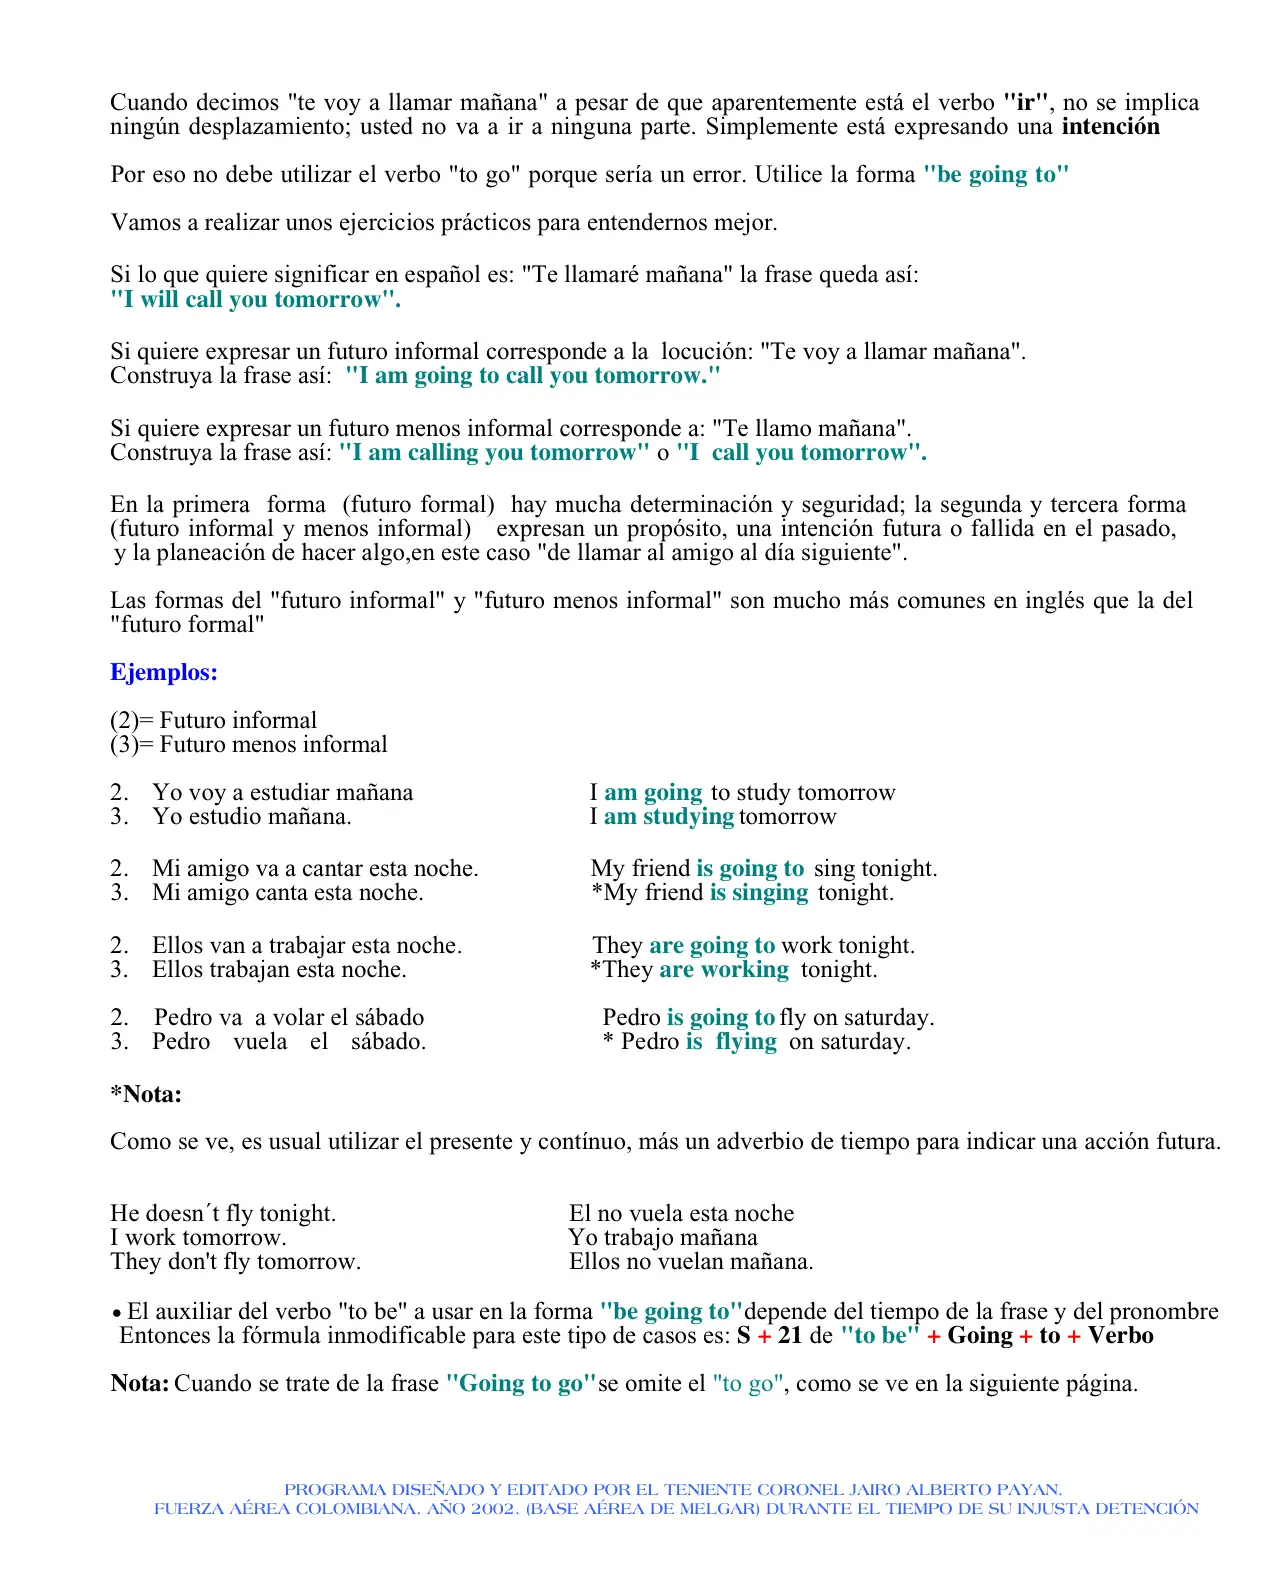 Cuando decimos "te voy a llamar mañana" a pesar de que aparentemente está el verbo "ir", no se implica
ningún desplazamiento; usted no va a ir a ninguna parte. Simplemente está expresando una intención
Por eso no debe utilizar el verbo "to go" porque sería un error. Utilice la forma "be going to"
Vamos a realizar unos ejercicios prácticos para entendernos mejor.
Si lo que quiere significar en español es: "Te llamaré mañana" la frase queda así:
"I will call you tomorrow".
Si quiere expresar un futuro informal corresponde a la locución: "Te voy a llamar mañana".
Construya la frase así: "I am going to call you tomorrow."
Si quiere expresar un futuro menos informal corresponde a: "Te llamo mañana".
Construya la frase así: "I am calling you tomorrow" o "I call you tomorrow".
En la primera forma (futuro formal) hay mucha determinación y seguridad; la segunda y tercera forma
(futuro informal y menos informal) expresan un propósito, una intención futura o fallida en el pasado,
y la planeación de hacer algo,en este caso "de llamar al amigo al día siguiente".
Las formas del "futuro informal" y "futuro menos informal" son mucho más comunes en inglés que la del
"futuro formal"
Ejemplos:
(2)= Futuro informal
(3)= Futuro menos informal
2. Yo voy a estudiar mañana I am going to study tomorrow
3. Yo estudio mañana. I am studying tomorrow
2. Mi amigo va a cantar esta noche. My friend is going to sing tonight.
3. Mi amigo canta esta noche. *My friend is singing tonight.
2. Ellos van a trabajar esta noche. They are going to work tonight.
3. Ellos trabajan esta noche. *They are working tonight.
2. Pedro va a volar el sábado Pedro is going to fly on saturday.
3. Pedro vuela el sábado. * Pedro is flying on saturday.
*Nota:
Como se ve, es usual utilizar el presente y contínuo, más un adverbio de tiempo para indicar una acción futura.
He doesn´t fly tonight. El no vuela esta noche
I work tomorrow. Yo trabajo mañana
They don't fly tomorrow. Ellos no vuelan mañana.
• El auxiliar del verbo "to be" a usar en la forma "be going to"depende del tiempo de la frase y del pronombre
Entonces la fórmula inmodificable para este tipo de casos es: S + 21 de "to be" + Going + to + Verbo
Nota: Cuando se trate de la frase "Going to go"se omite el "to go", como se ve en la siguiente página.
PROGRAMA DISEÑADO Y EDITADO POR EL TENIENTE CORONEL JAIRO ALBERTO PAYAN.
FUERZA AÉREA COLOMBIANA. AÑO 2002. (BASE AÉREA DE MELGAR) DURANTE EL TIEMPO DE SU INJUSTA DETENCIÓN